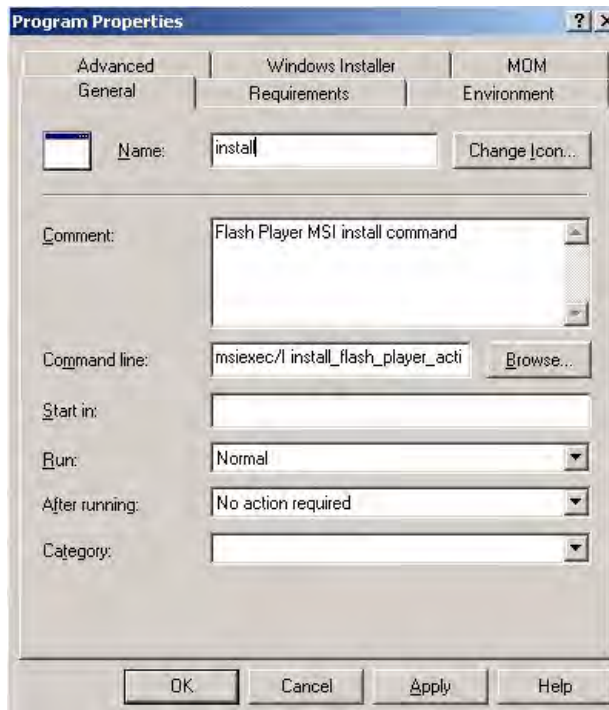 Program Properties
Advanced Windows Installer MOM
General Requirements Environment
Name: install Change Icon...
Comment: Flash Player MSI install command
Command line: msiexec/I install_flash_player_acti Browse...
Start in:
Run: Normal
After running: No action required
Category:
OK Cancel Apply Help